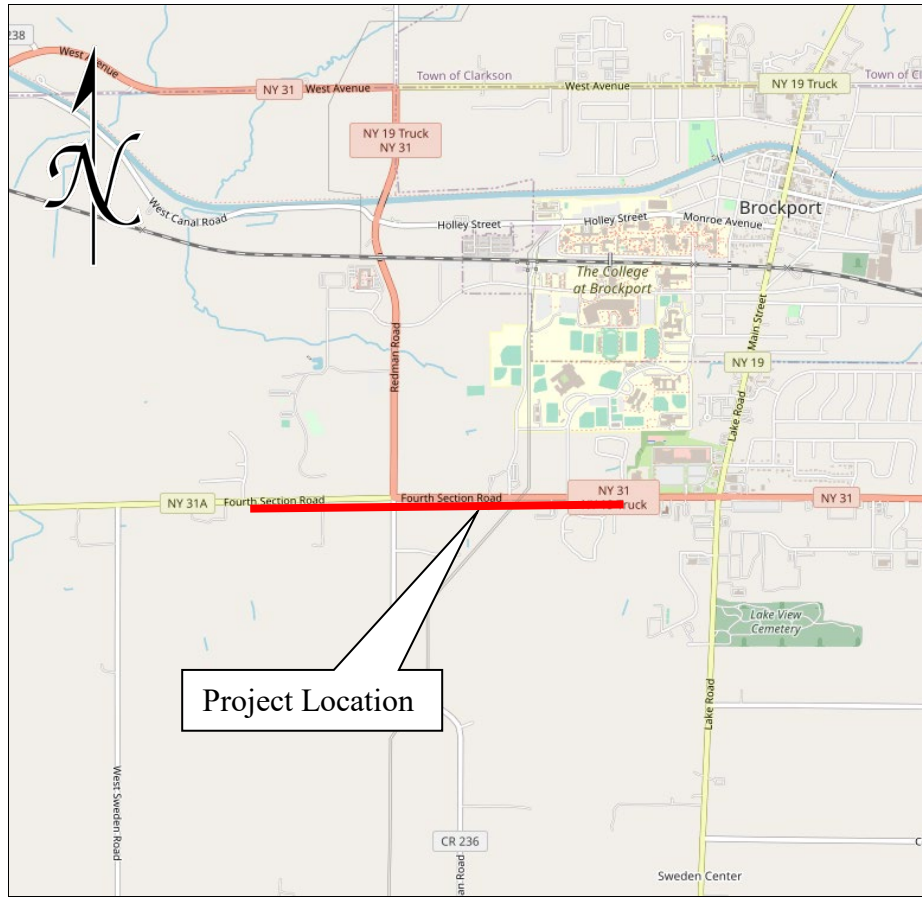 238
West Avenue
Town of Clarkson
Town of Cl
NY 31
West Avenue
West Avenue
NY 19 Truck
NY 19 Truck
NY 31
N
West Canal Road
Holley Street
Holley Street
Monroe Avenue
Brockport
The College
at Brockport
Redman Road
Main Street
NY 19
Lake Road
NY 31A
Fourth Section Road
Fourth Section Road
NY 31
Truck
NY 31
Lake View
Cemetery
Project Location
Lake Road
West Sweden Road
CR 236
an Road
Sweden Center
C